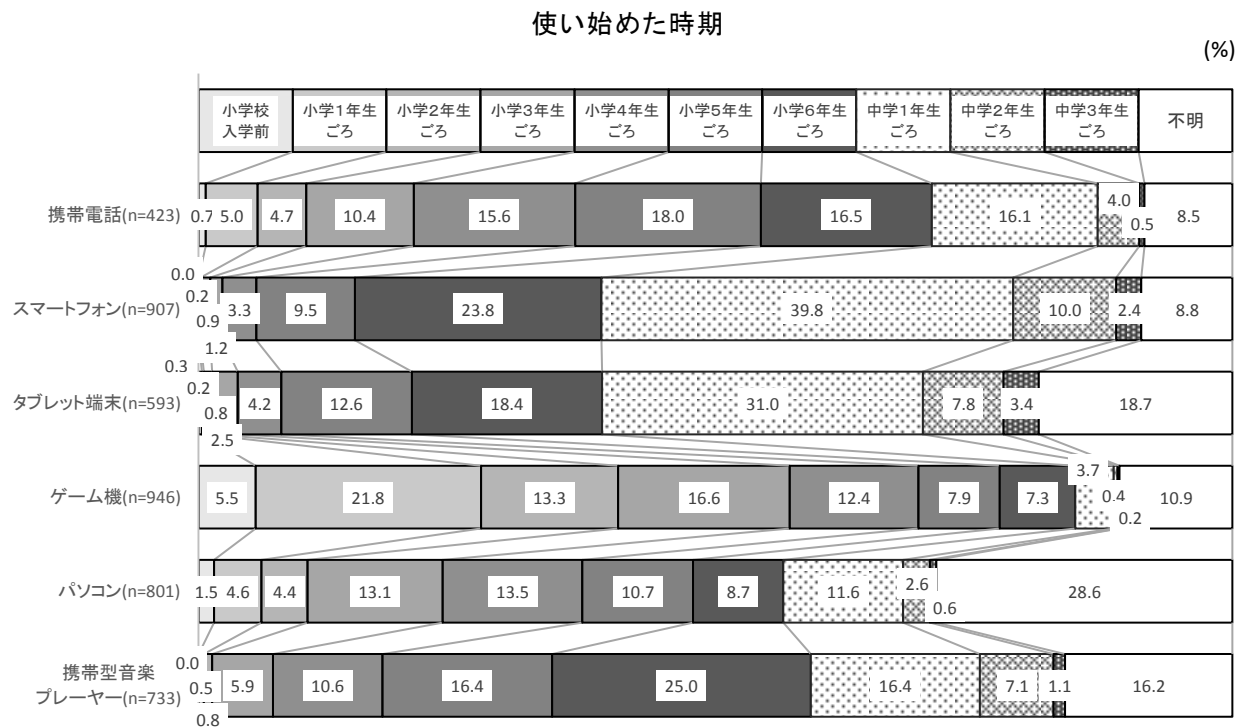 使い始めた時期
(%)
小学校
入学前
小学1年生
ごろ
小学2年生
ごろ
小学3年生
ごろ
小学4年生
ごろ
小学5年生
ごろ
小学6年生
ごろ
中学1年生
ごろ
中学2年生
ごろ
中学3年生
ごろ
不明
携帯電話(n=423)
0.7 5.0 4.7 10.4 15.6 18.0 16.5 16.1 4.0 0.5 8.5
スマートフォン(n=907)
0.0 0.2 0.9 1.2 3.3 9.5 23.8 39.8 10.0 2.4 8.8
タブレット端末(n=593)
0.3 0.2 0.8 2.5 4.2 12.6 18.4 31.0 7.8 3.4 18.7
ゲーム機(n=946)
5.5 21.8 13.3 16.6 12.4 7.9 7.3 3.7 0.4 0.2 10.9
パソコン(n=801)
1.5 4.6 4.4 13.1 13.5 10.7 8.7 11.6 2.6 0.6 28.6
携帯型音楽
プレーヤー(n=733)
0.0 0.5 0.8 5.9 10.6 16.4 25.0 16.4 7.1 1.1 16.2